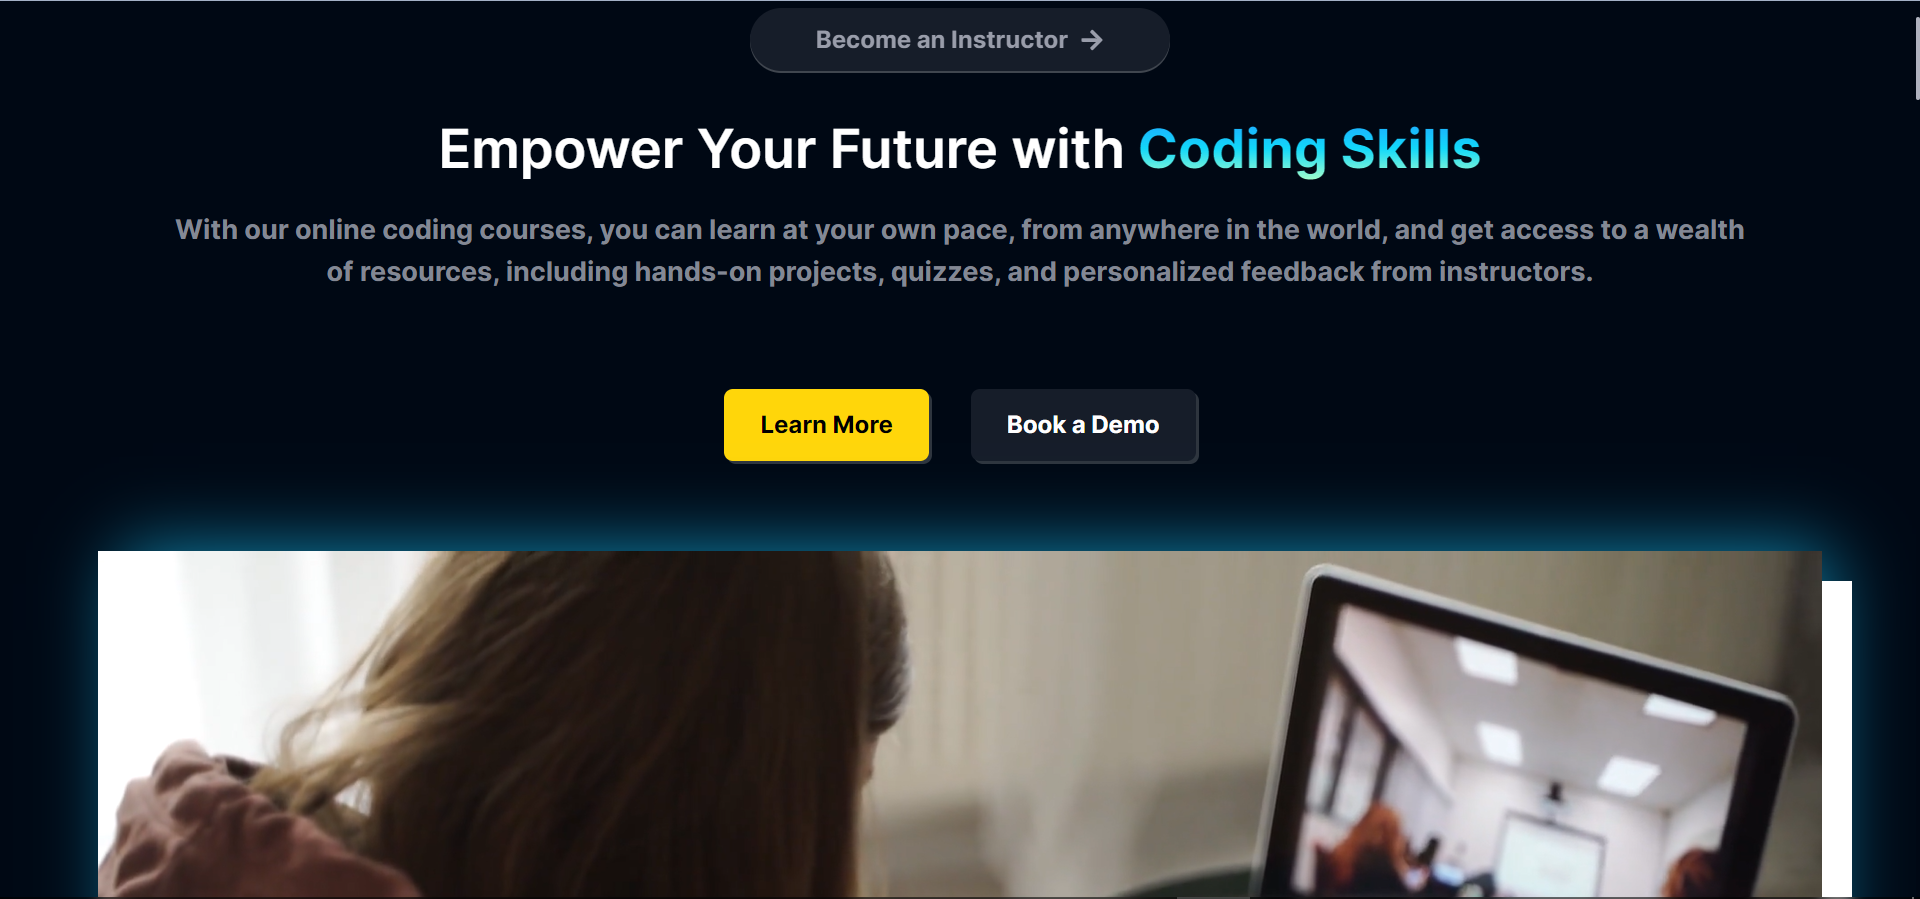 Become an Instructor
Empower Your Future with Coding Skills
With our online coding courses, you can learn at your own pace, from anywhere in the world, and get access to a wealth
of resources, including hands-on projects, quizzes, and personalized feedback from instructors.
Learn More
Book a Demo